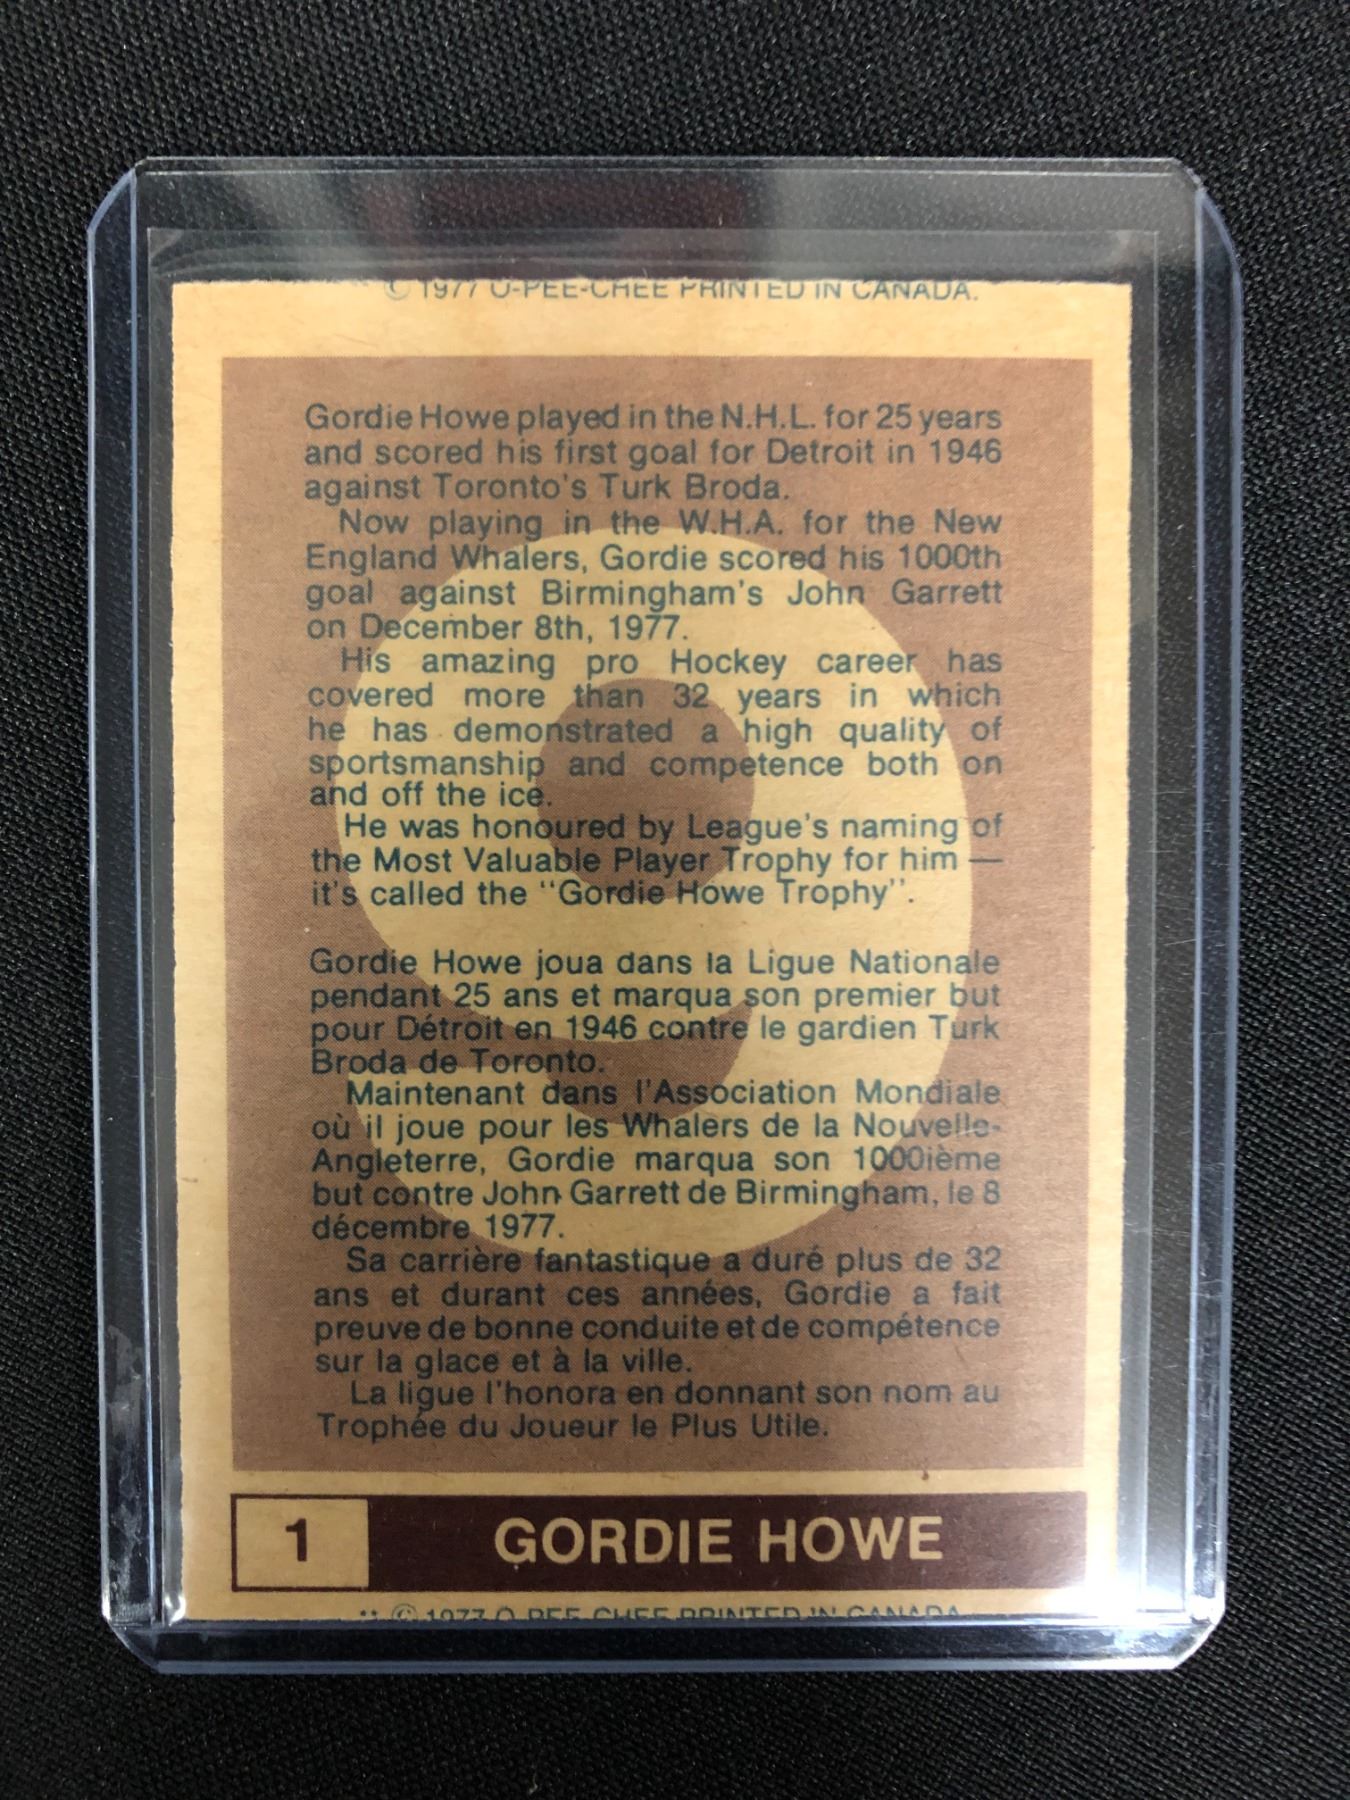 © 1977 O-PEE-CHEE PRINTED IN CANADA.
Gordie Howe played in the N.H.L. for 25 years
and scored his first goal for Detroit in 1946
against Toronto's Turk Broda.
Now playing in the W.H.A. for the New
England Whalers, Gordie scored his 1000th
goal against Birmingham's John Garrett
on December 8th, 1977.
His amazing pro Hockey career has
covered more than 32 years in which
he has demonstrated a high quality of
sportsmanship and competence both on
and off the ice.
He was honoured by League's naming of
the Most Valuable Player Trophy for him —
it's called the "Gordie Howe Trophy".
Gordie Howe joua dans la Ligue Nationale
pendant 25 ans et marqua son premier but
pour Détroit en 1946 contre le gardien Turk
Broda de Toronto.
Maintenant dans l'Association Mondiale
où il joue pour les Whalers de la Nouvelle-
Angleterre, Gordie marqua son 1000ième
but contre John Garrett de Birmingham, le 8
décembre 1977.
Sa carrière fantastique a duré plus de 32
ans et durant ces années, Gordie a fait
preuve de bonne conduite et de compétence
sur la glace et à la ville.
La ligue l'honora en donnant son nom au
Trophée du Joueur le Plus Utile.
1 GORDIE HOWE
© 1977 O-PEE-CHEE PRINTED IN CANADA